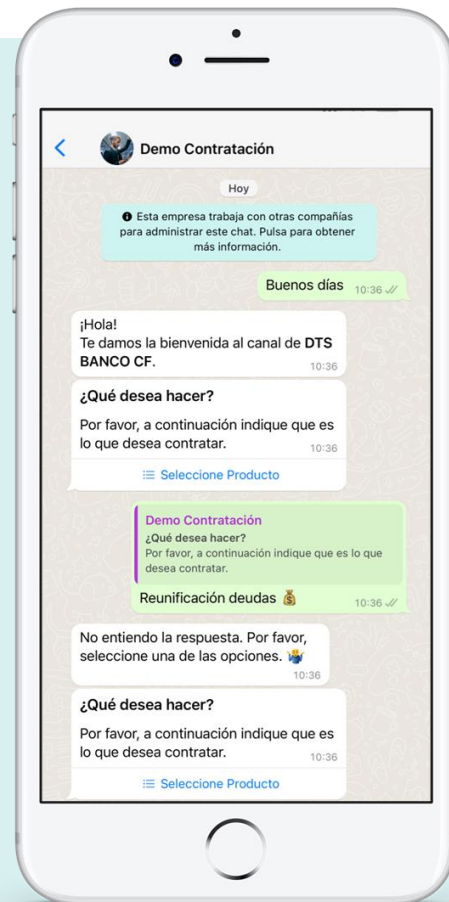 Demo Contratación
Hoy
Esta empresa trabaja con otras compañías
para administrar este chat. Pulsa para obtener
más información.
Buenos días 10:36
¡Hola!
Te damos la bienvenida al canal de DTS
BANCO CF.
10:36
¿Qué desea hacer?
Por favor, a continuación indique que es
lo que desea contratar.
10:36
Seleccione Producto
Demo Contratación
¿Qué desea hacer?
Por favor, a continuación indique que es lo que
desea contratar.
Reunificación deudas 💰 10:36
No entiendo la respuesta. Por favor,
seleccione una de las opciones. 🤷
10:36
¿Qué desea hacer?
Por favor, a continuación indique que es
lo que desea contratar.
10:36
Seleccione Producto